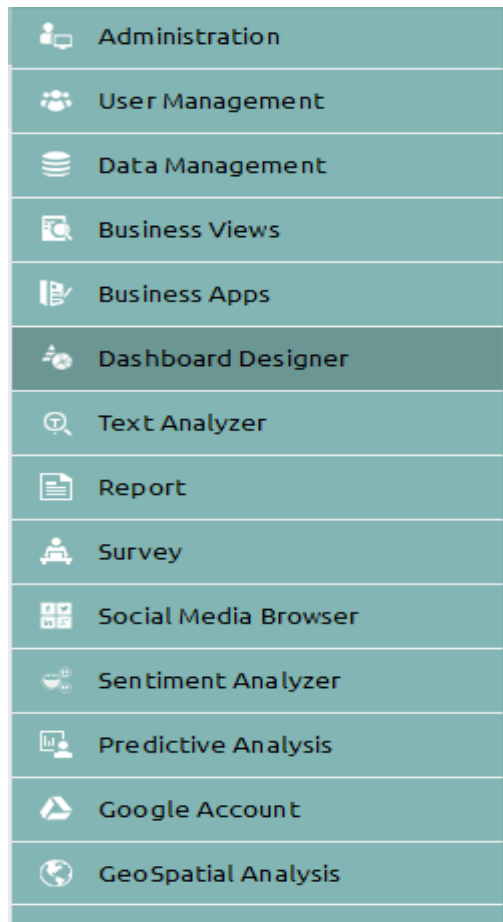 Administration
User Management
Data Management
Business Views
Business Apps
Dashboard Designer
Text Analyzer
Report
Survey
Social Media Browser
Sentiment Analyzer
Predictive Analysis
Google Account
GeoSpatial Analysis